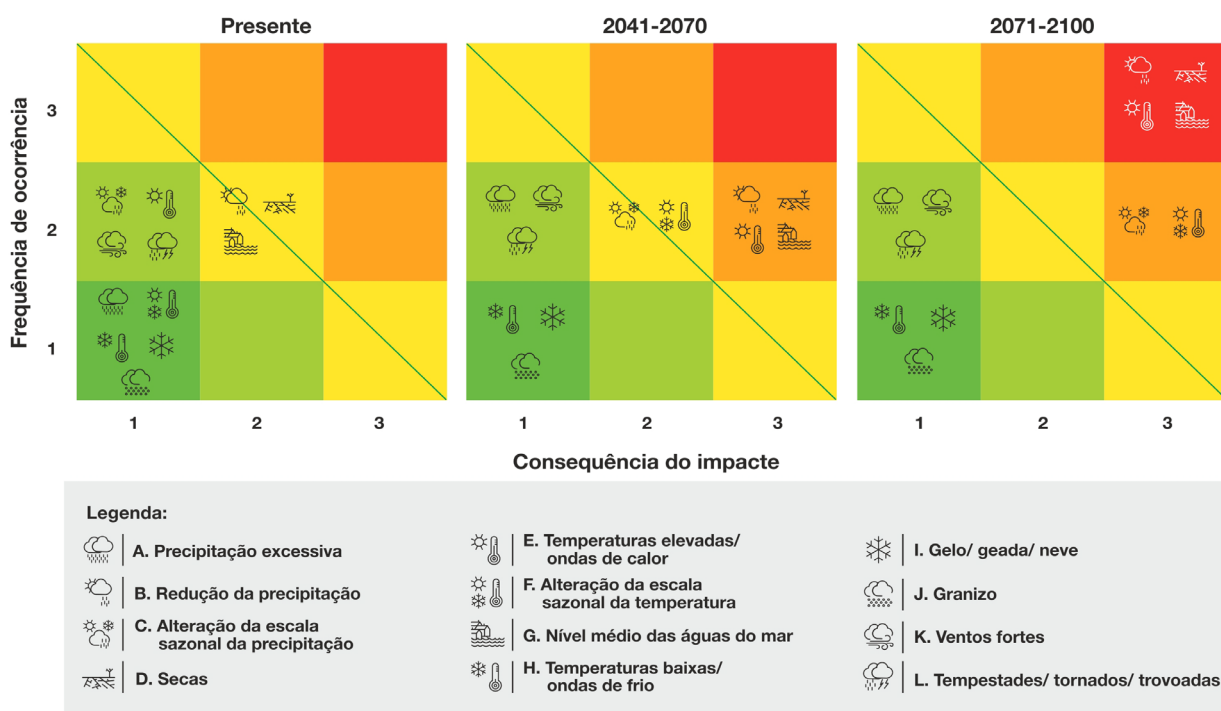 Presente
2041-2070
2071-2100
Frequência de ocorrência
3
2
1
1
2
3
1
2
3
1
2
3
Consequência do impacte
Legenda:
A. Precipitação excessiva
B. Redução da precipitação
C. Alteração da escala
sazonal da precipitação
D. Secas
E. Temperaturas elevadas/
ondas de calor
F. Alteração da escala
sazonal da temperatura
G. Nível médio das águas do mar
H. Temperaturas baixas/
ondas de frio
I. Gelo/ geada/ neve
J. Granizo
K. Ventos fortes
L. Tempestades/ tornados/ trovoadas